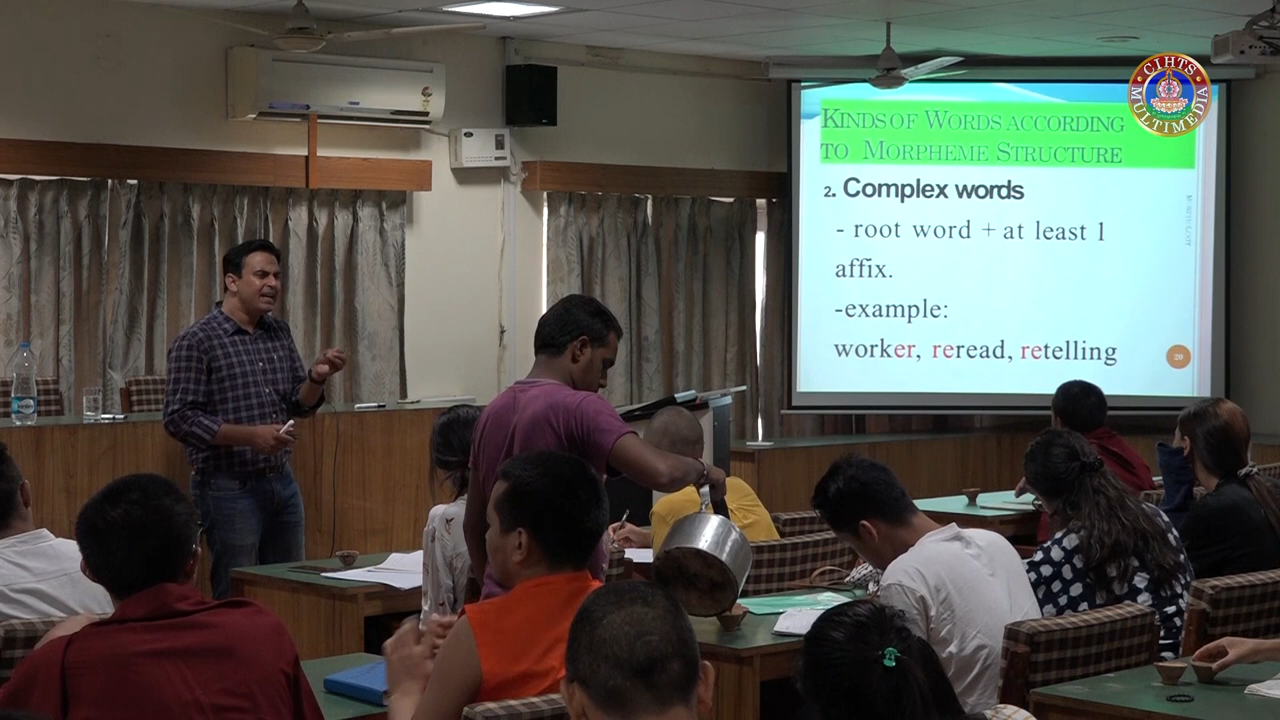 CIHTS
MULTIMEDIA
KINDS OF WORDS ACCORDING
TO MORPHEME STRUCTURE
2. Complex words
- root word + at least 1
affix.
-example:
worker, reread, retelling
20